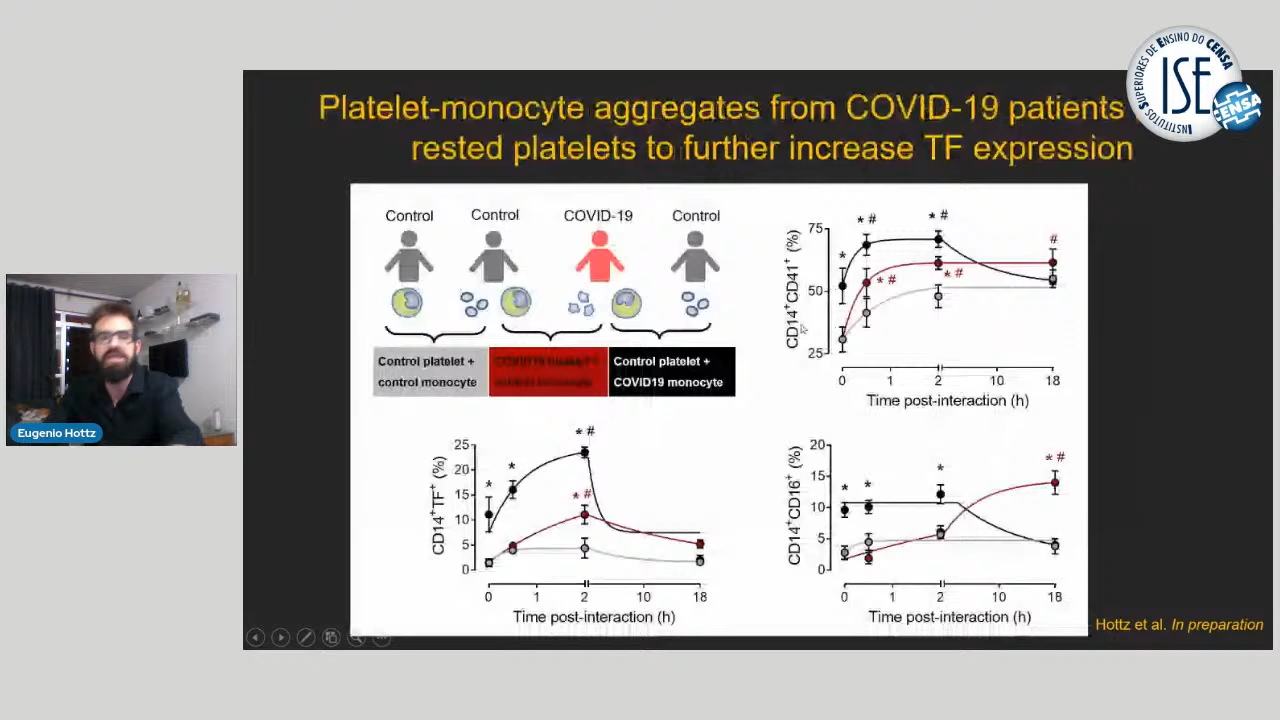 Platelet-monocyte aggregates from COVID-19 patients
rested platelets to further increase TF expression
INSTITUTOS SUPERIORES DE ENSINO DO CENSA
ISE
CENSA
Control
Control
COVID-19
Control
Control platelet +
control monocyte
Control platelet +
COVID19 monocyte
CD14+CD41+ (%)
75
50
25
* # * # #
*
* # * #
0 1 2 10 18
Time post-interaction (h)
Eugenio Hottz
CD14+TF+ (%)
25
20
15
10
5
0
* #
*
*
* #
0 1 2 10 18
Time post-interaction (h)
CD14+CD16+ (%)
20
15
10
5
0
* #
* * *
0 1 2 10 18
Time post-interaction (h)
Hottz et al. In preparation